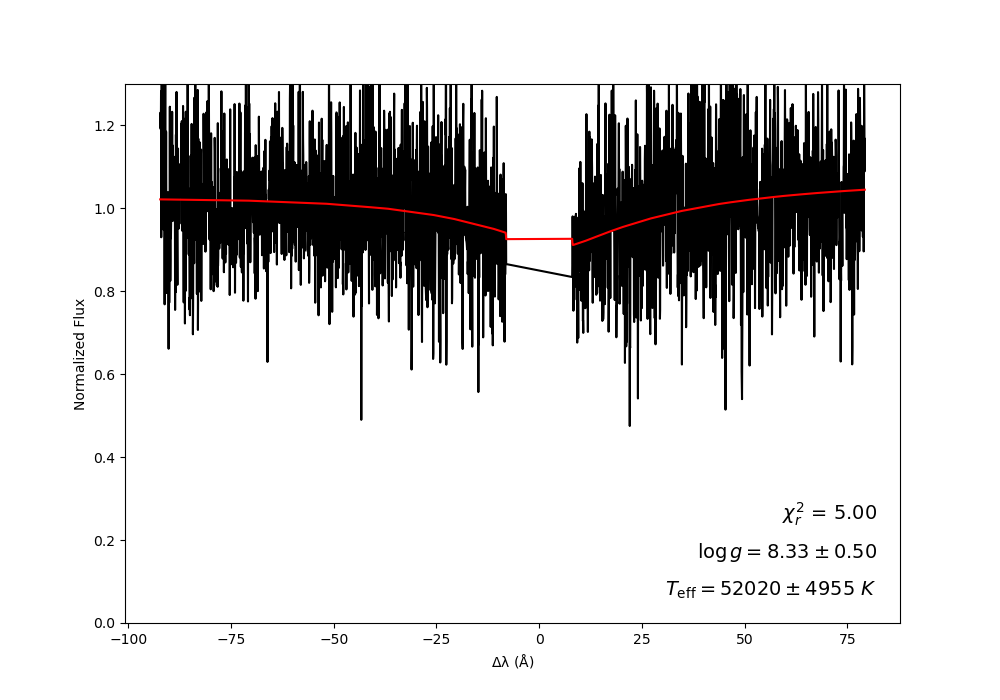 1.2
1.0
0.8
0.6
0.4
0.2
0.0
Normalized Flux
χ²ᵣ = 5.00
log g = 8.33 ± 0.50
T_eff = 52020 ± 4955 K
−100 −75 −50 −25 0 25 50 75
Δλ (Å)